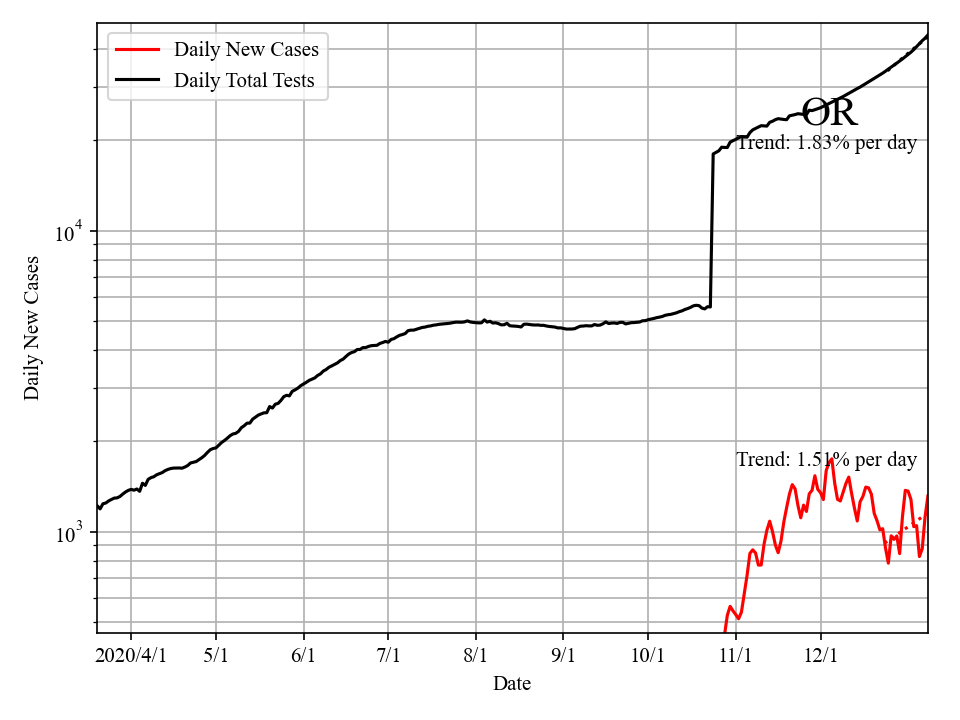 Daily New Cases
Daily Total Tests
OR
Trend: 1.83% per day
Trend: 1.51% per day
10^4
10^3
Daily New Cases
2020/4/1 5/1 6/1 7/1 8/1 9/1 10/1 11/1 12/1
Date